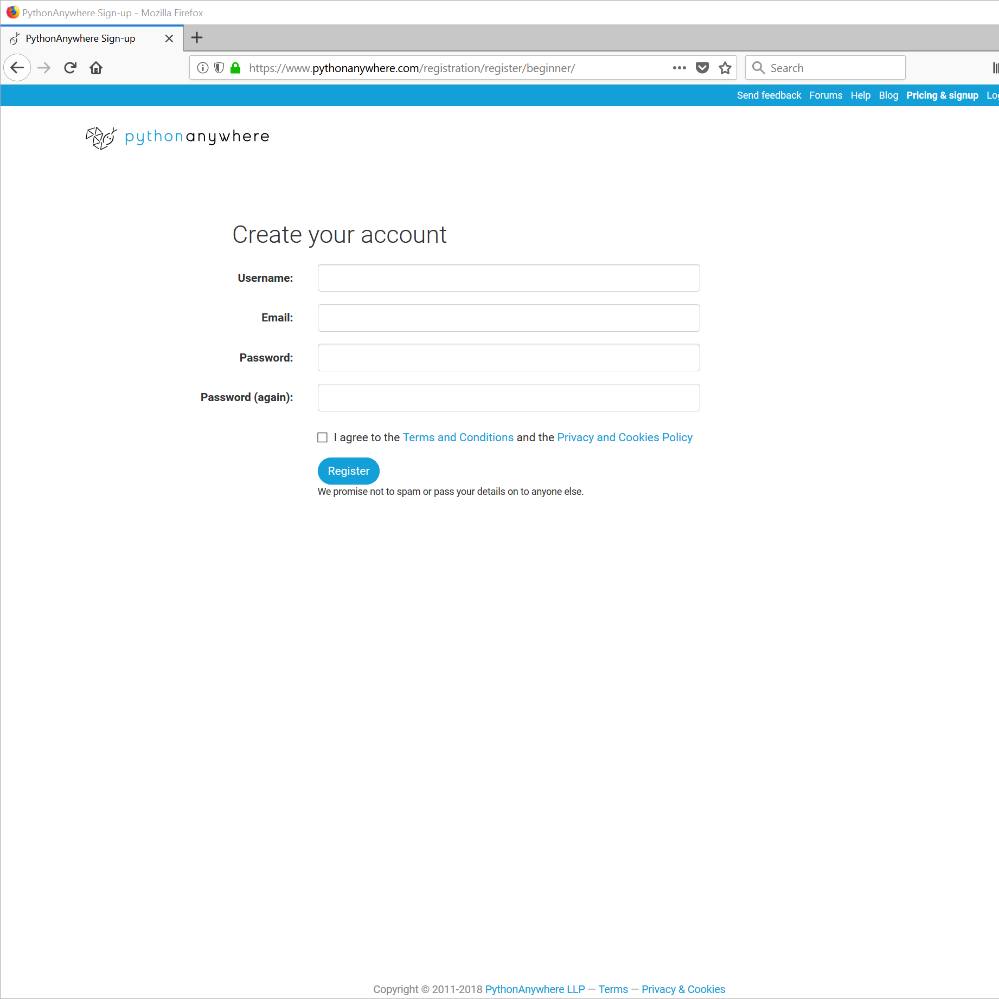 PythonAnywhere Sign-up - Mozilla Firefox
PythonAnywhere Sign-up
https://www.pythonanywhere.com/registration/register/beginner/
Search
Send feedback Forums Help Blog Pricing & signup
pythonanywhere
Create your account
Username:
Email:
Password:
Password (again):
I agree to the Terms and Conditions and the Privacy and Cookies Policy
Register
We promise not to spam or pass your details on to anyone else.
Copyright © 2011-2018 PythonAnywhere LLP — Terms — Privacy & Cookies